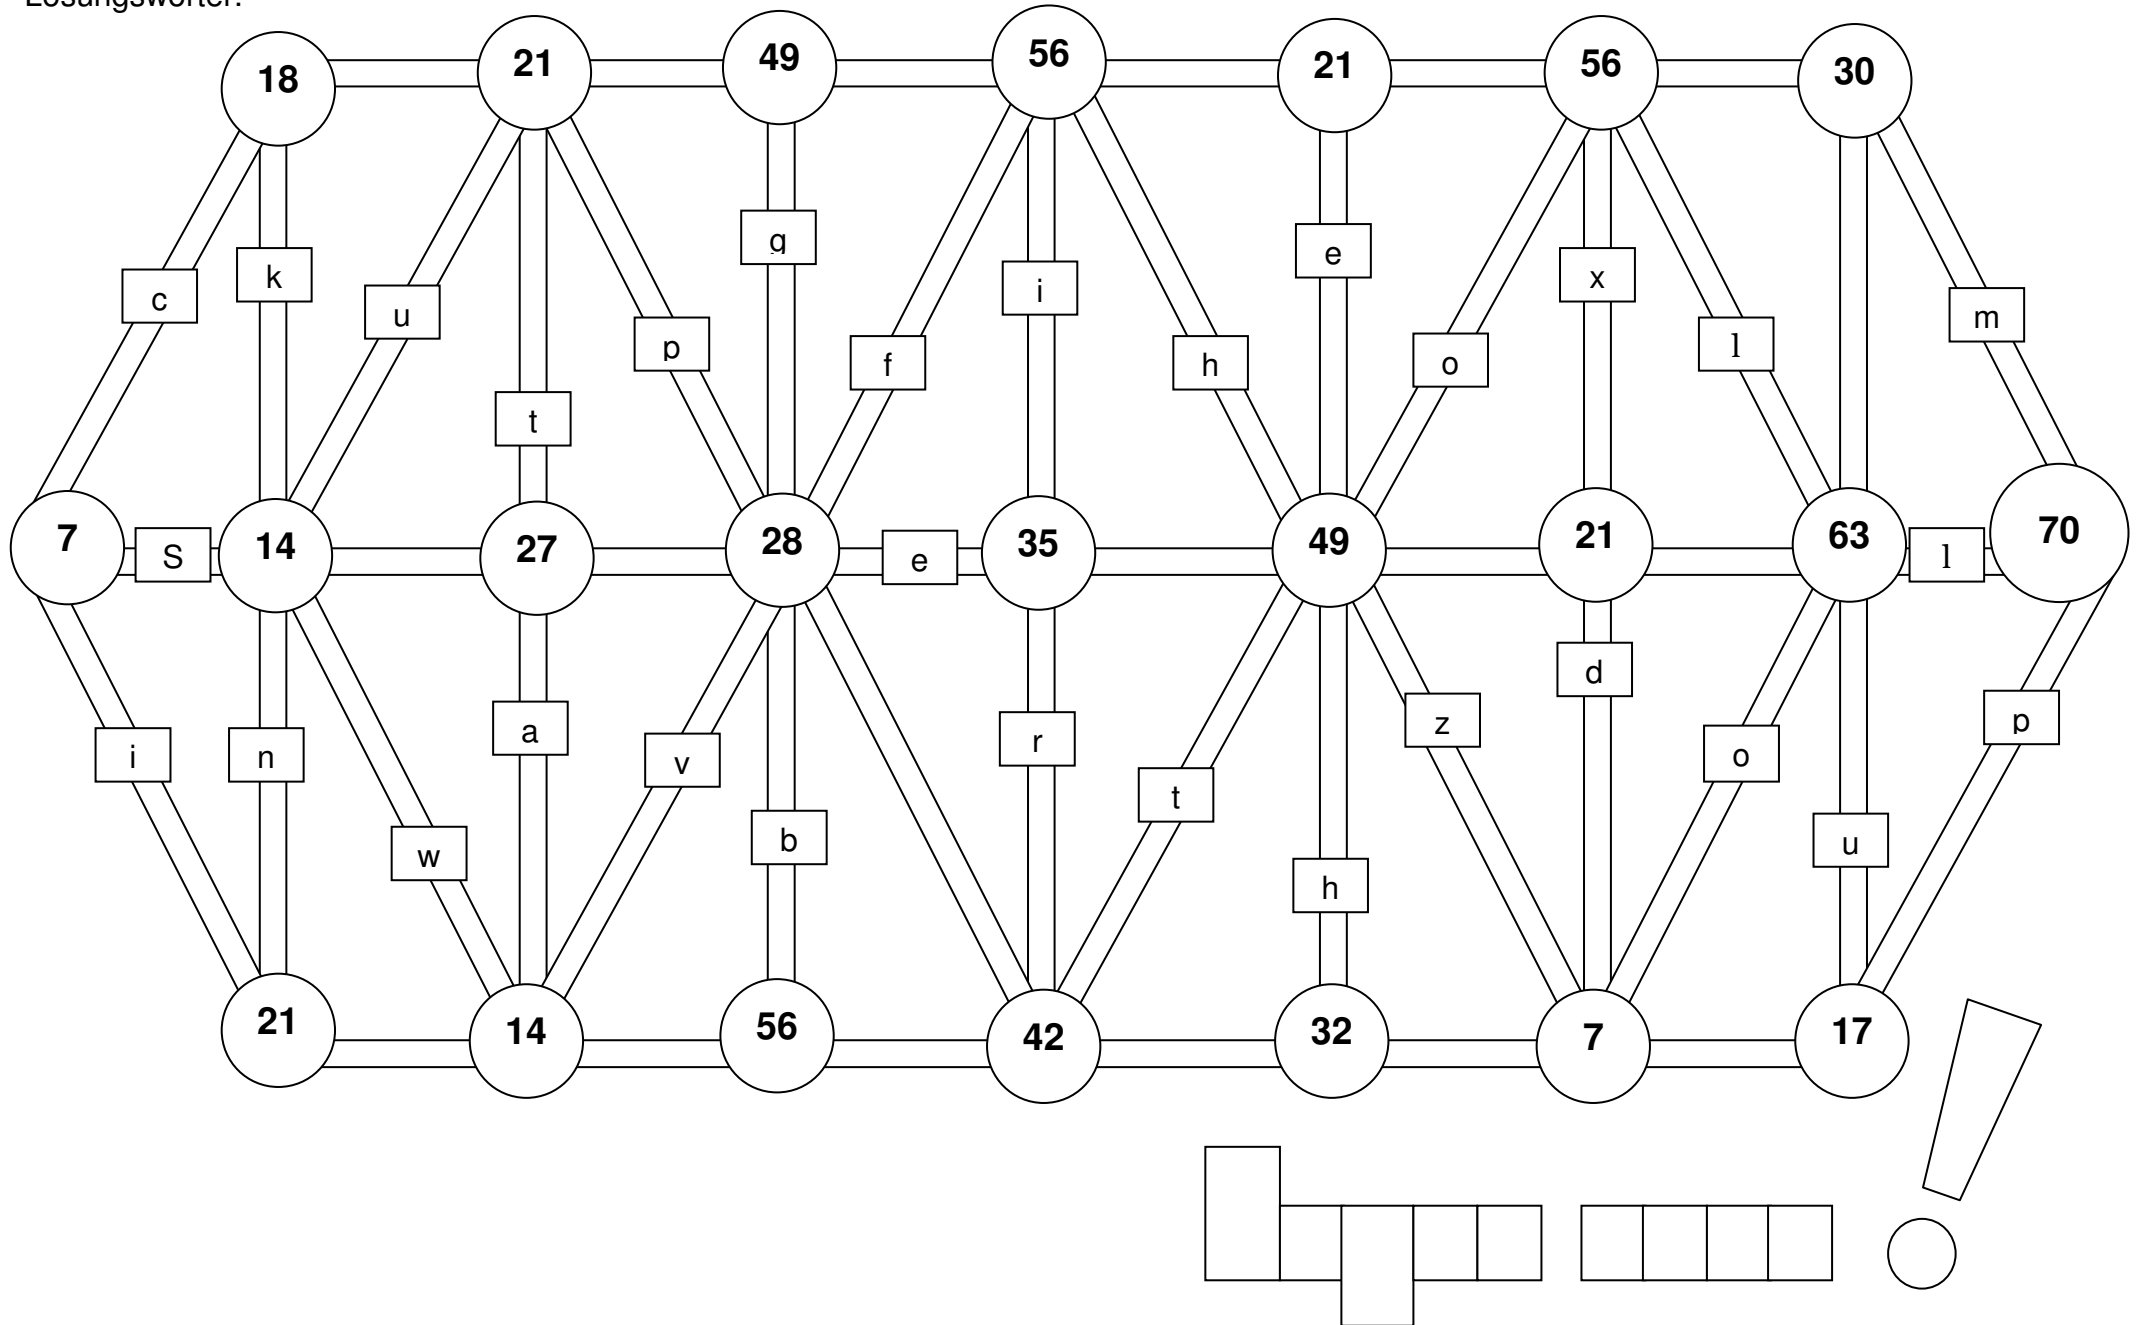 Lösungswörter:
18 21 49 56 21 56 30
g
e
k x
i
c
u m
p l
f h o
t
7 S 14 27 28 e 35 49 21 63 l 70
d
p
z
a r
i n v o
t
b u
w
h
21 14 56 42 32 7 17